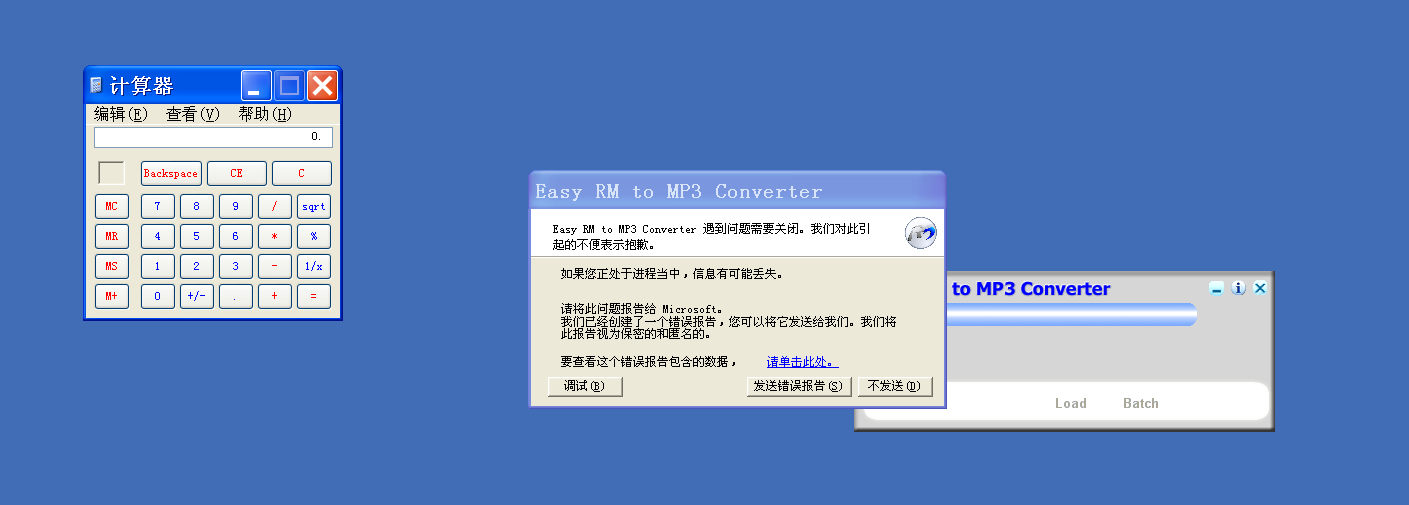 计算器
编辑(E) 查看(V) 帮助(H)
0.
Backspace CE C
MC 7 8 9 / sqrt
MR 4 5 6 * %
MS 1 2 3 - 1/x
M+ 0 +/- . + =
Easy RM to MP3 Converter
Easy RM to MP3 Converter 遇到问题需要关闭。我们对此引
起的不便表示抱歉。
如果您正处于进程当中，信息有可能丢失。
请将此问题报告给 Microsoft。
我们已经创建了一个错误报告，您可以将它发送给我们。我们将
此报告视为保密的和匿名的。
要查看这个错误报告包含的数据， 请单击此处。
调试(B) 发送错误报告(S) 不发送(D)
to MP3 Converter
Load Batch